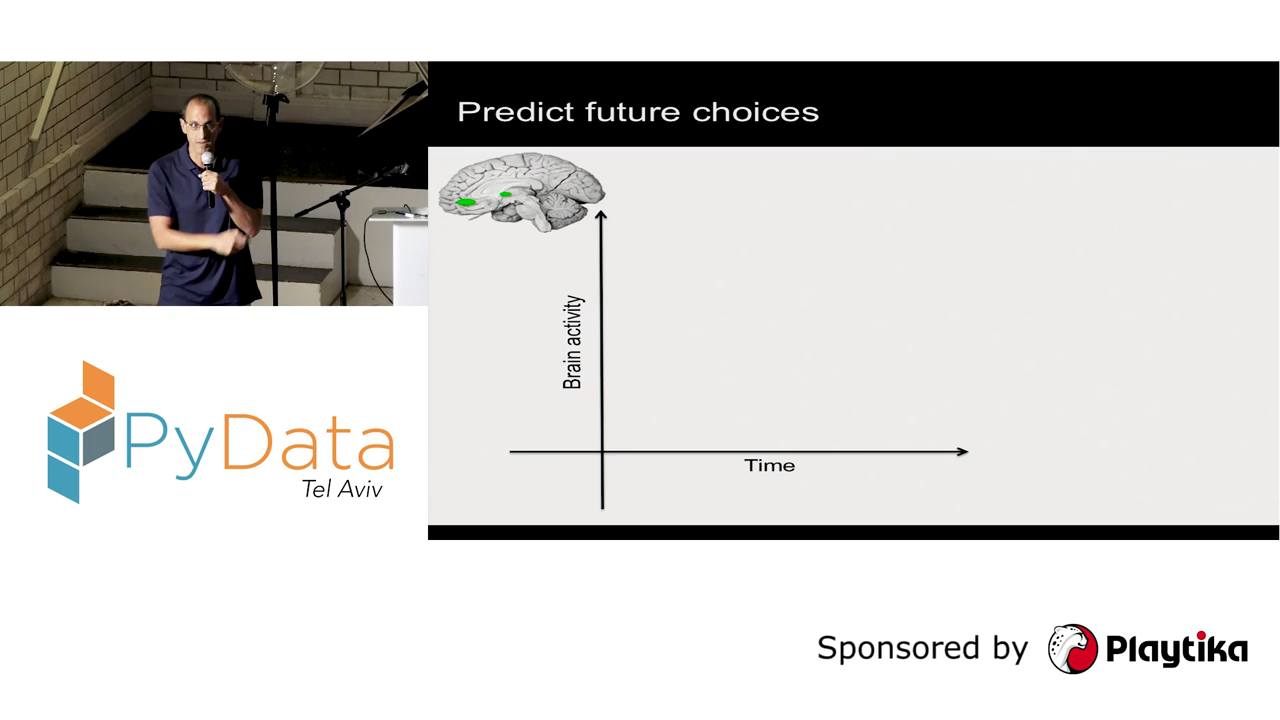 Predict future choices
Brain activity
Time
PyData
Tel Aviv
Sponsored by Playtika